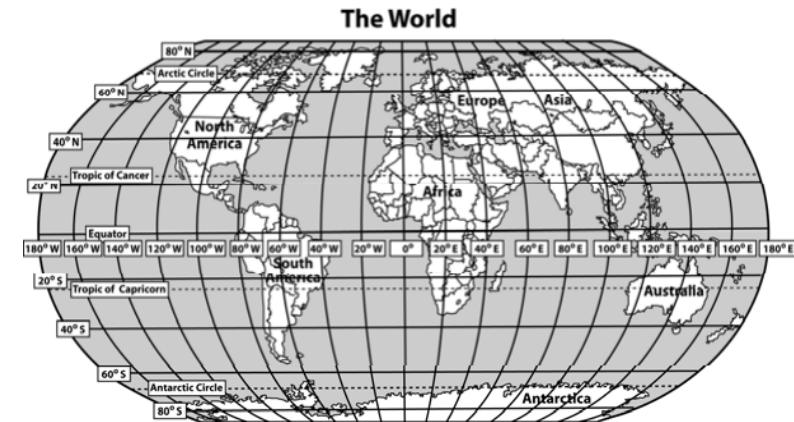 The World
80° N
Arctic Circle
60° N
Europe Asia
North
America
40° N
Tropic of Cancer
20° N
Africa
Equator
180° W 160° W 140° W 120° W 100° W 80° W 60° W 40° W 20° W 0° 20° E 40° E 60° E 80° E 100° E 120° E 140° E 160° E 180° E
South
America
20° S
Tropic of Capricorn
Australia
40° S
60° S
Antarctic Circle
Antarctica
80° S